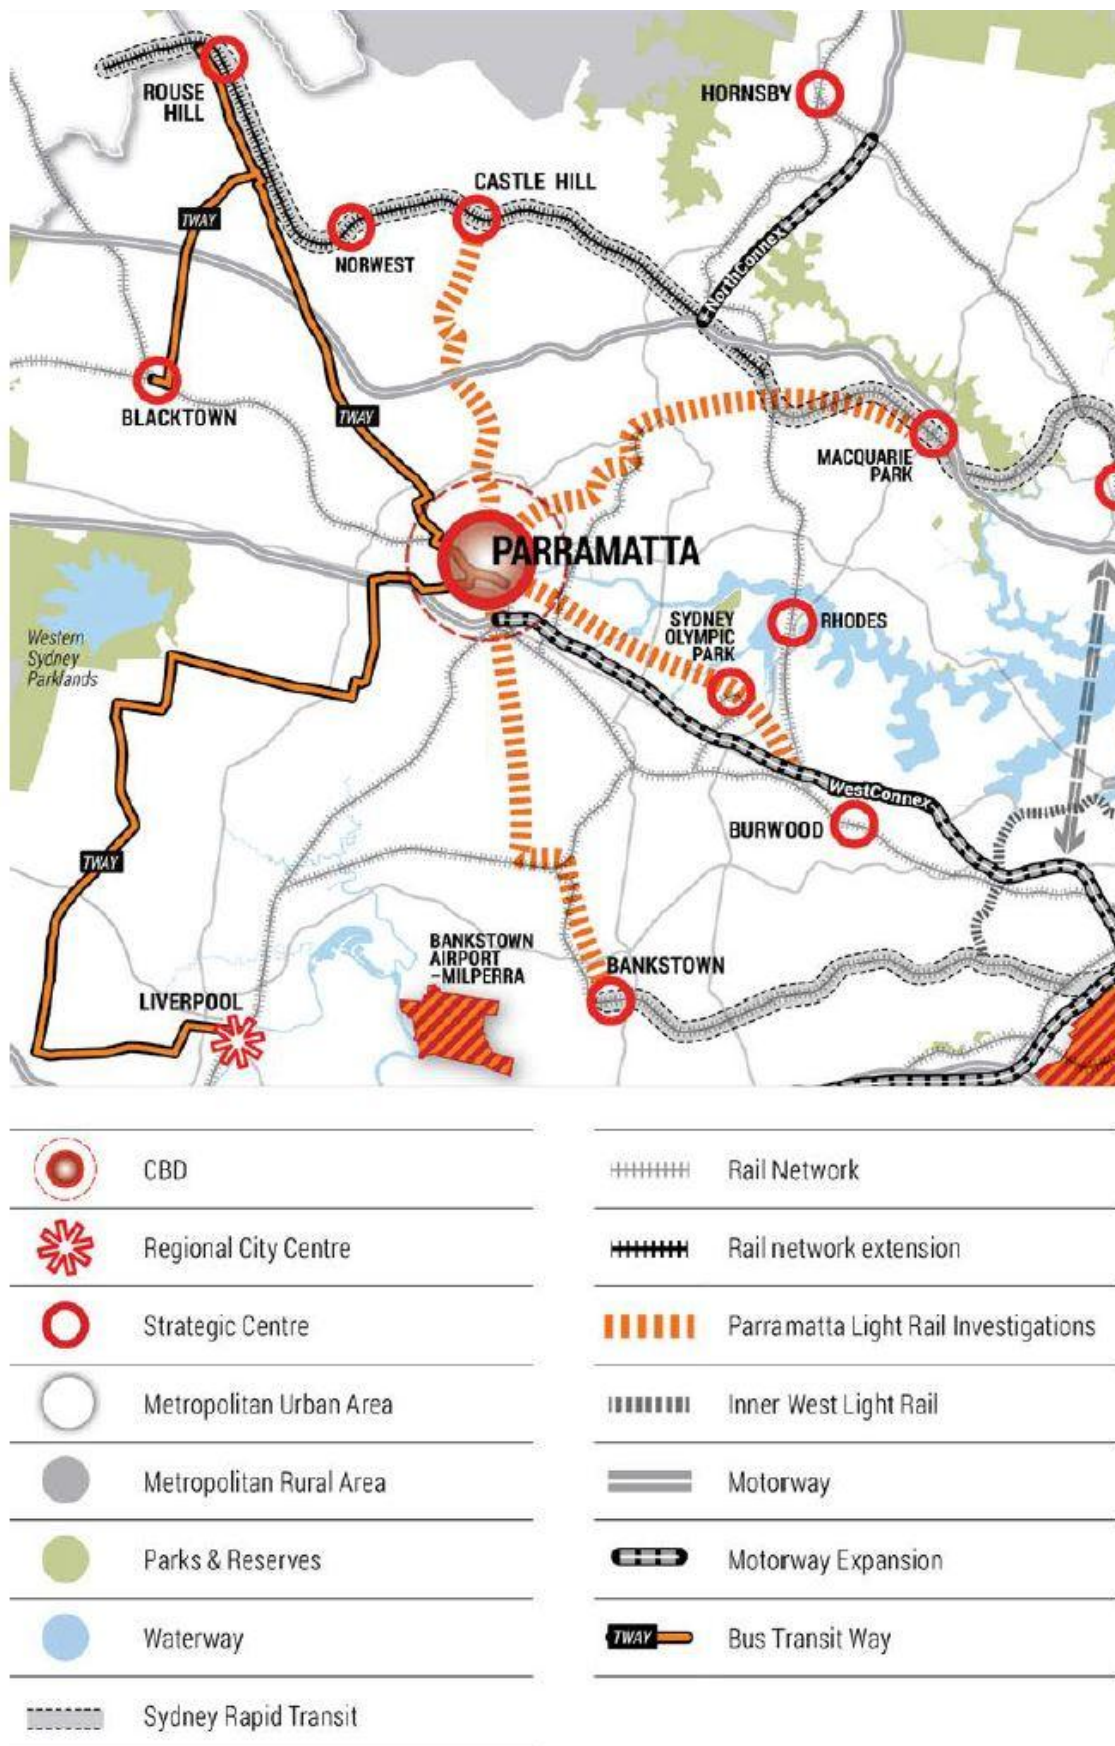 ROUSE
HILL
HORNSBY
CASTLE HILL
TWAY
NORWEST
NorthConnex
BLACKTOWN
TWAY
MACQUARIE
PARK
PARRAMATTA
SYDNEY
OLYMPIC
PARK
RHODES
Western
Sydney
Parklands
WestConnex
BURWOOD
TWAY
BANKSTOWN
AIRPORT
–MILPERRA
BANKSTOWN
LIVERPOOL
CBD
Regional City Centre
Strategic Centre
Metropolitan Urban Area
Metropolitan Rural Area
Parks & Reserves
Waterway
Sydney Rapid Transit
Rail Network
Rail network extension
Parramatta Light Rail Investigations
Inner West Light Rail
Motorway
Motorway Expansion
TWAY Bus Transit Way